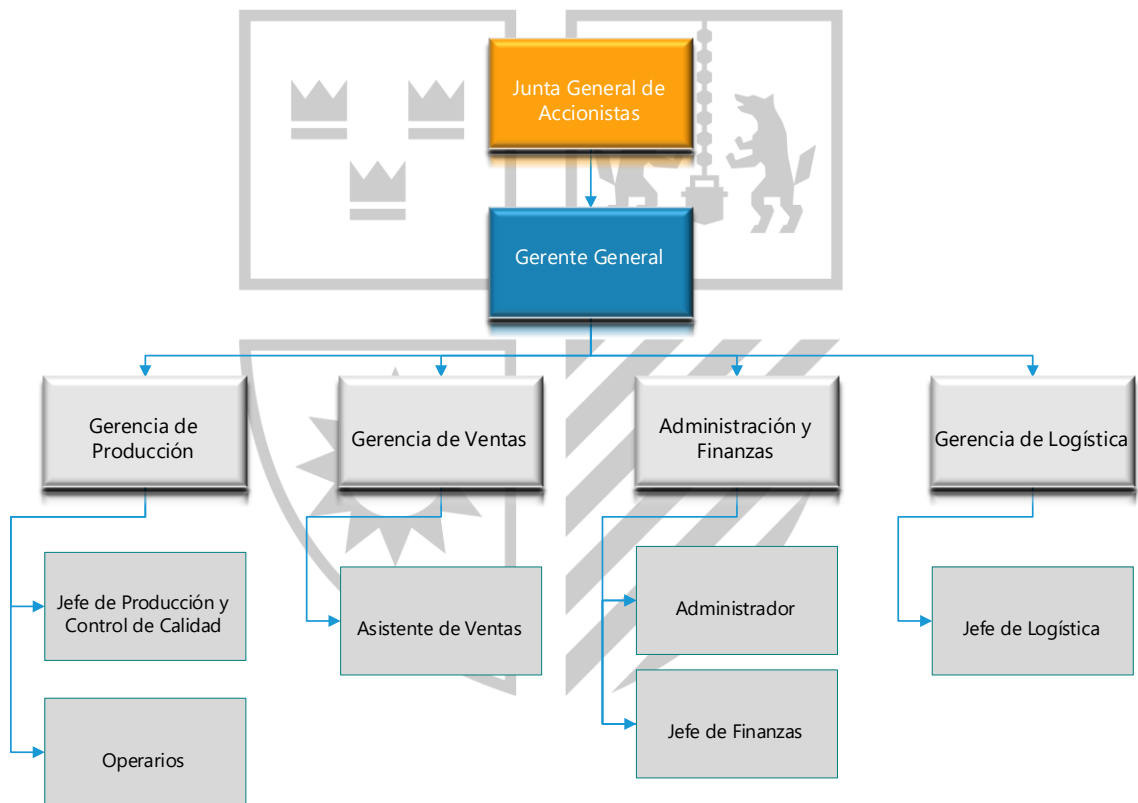 Junta General de
Accionistas
Gerente General
Gerencia de
Producción
Gerencia de Ventas
Administración y
Finanzas
Gerencia de Logística
Jefe de Producción y
Control de Calidad
Asistente de Ventas
Administrador
Jefe de Logística
Operarios
Jefe de Finanzas